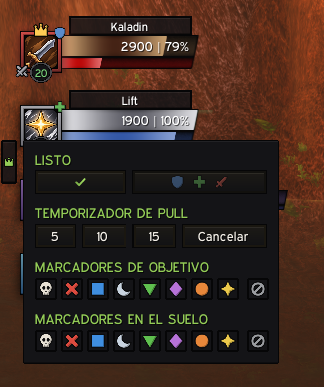 Kaladin
2900 | 79%
20
Lift
1900 | 100%
LISTO
TEMPORIZADOR DE PULL
5 10 15 Cancelar
MARCADORES DE OBJETIVO
MARCADORES EN EL SUELO